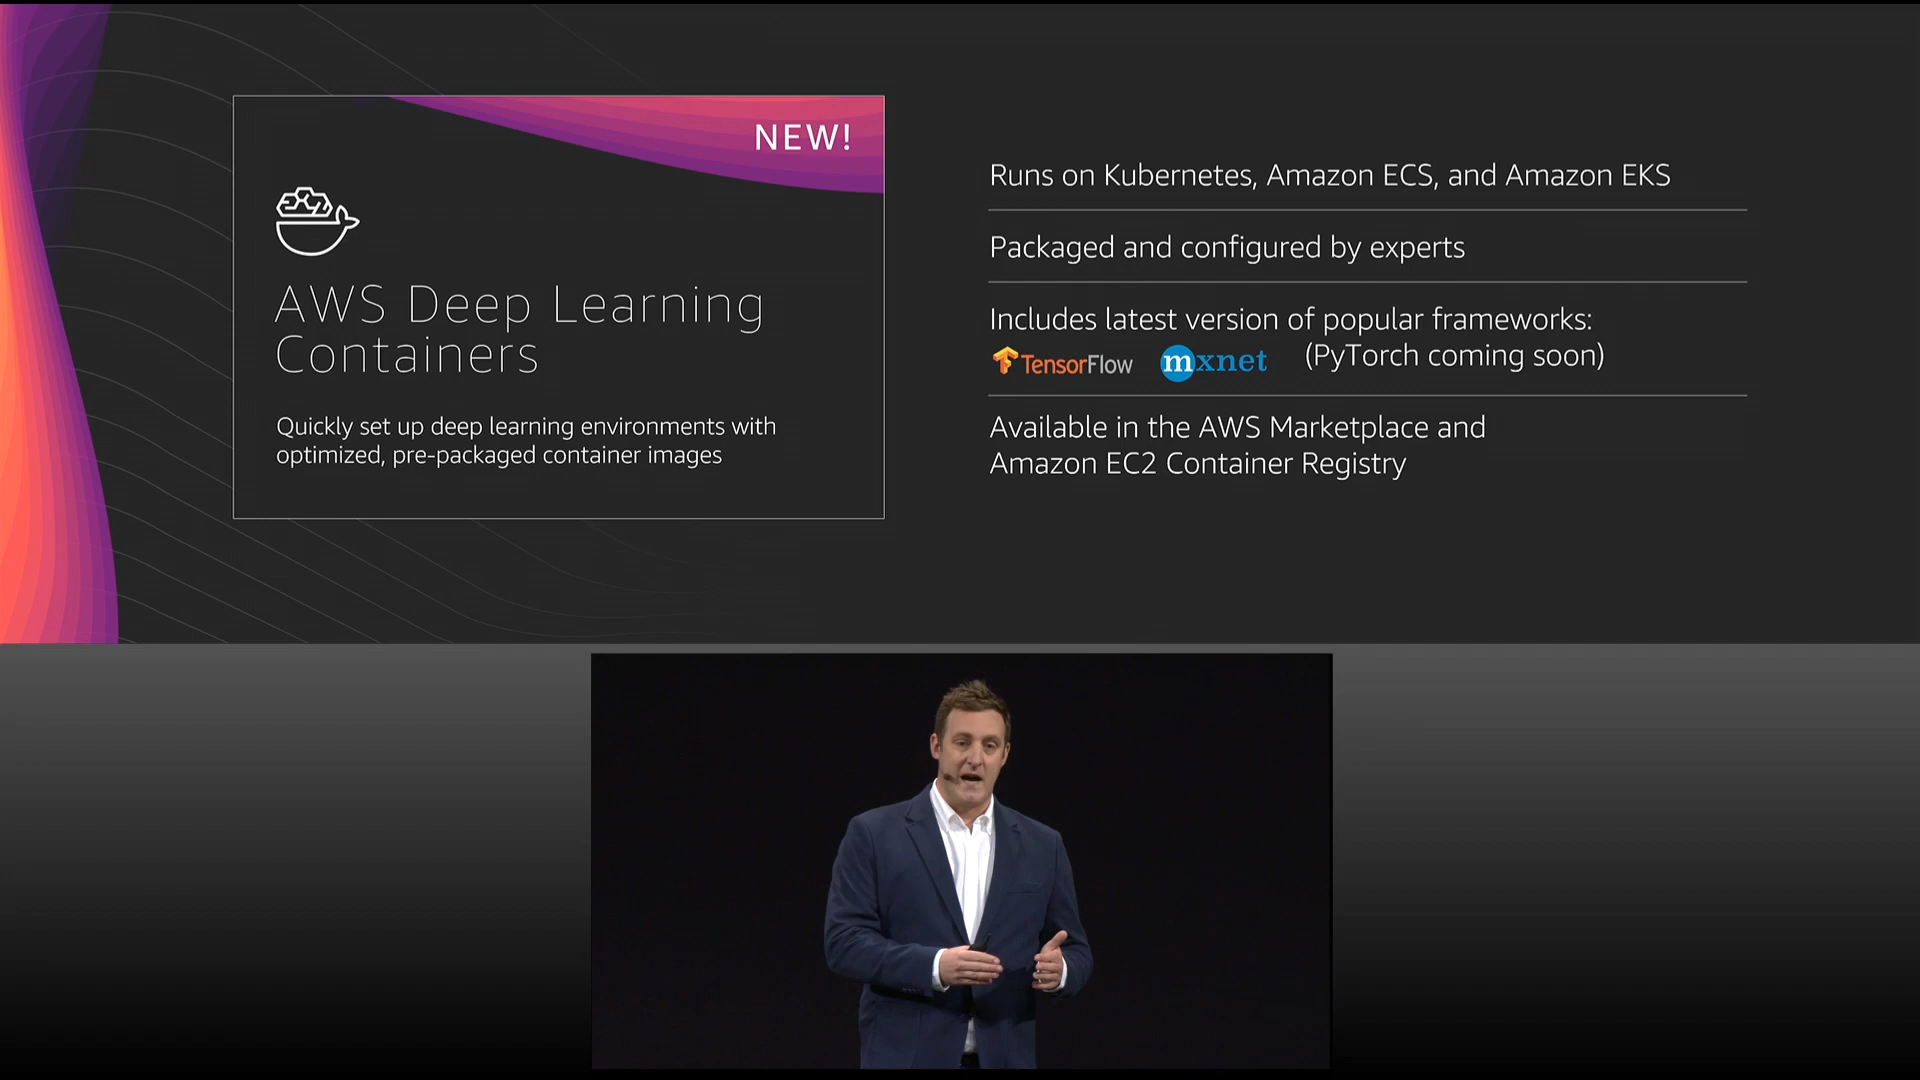 NEW!
AWS Deep Learning
Containers
Quickly set up deep learning environments with
optimized, pre-packaged container images
Runs on Kubernetes, Amazon ECS, and Amazon EKS
Packaged and configured by experts
Includes latest version of popular frameworks:
TensorFlow mxnet (PyTorch coming soon)
Available in the AWS Marketplace and
Amazon EC2 Container Registry